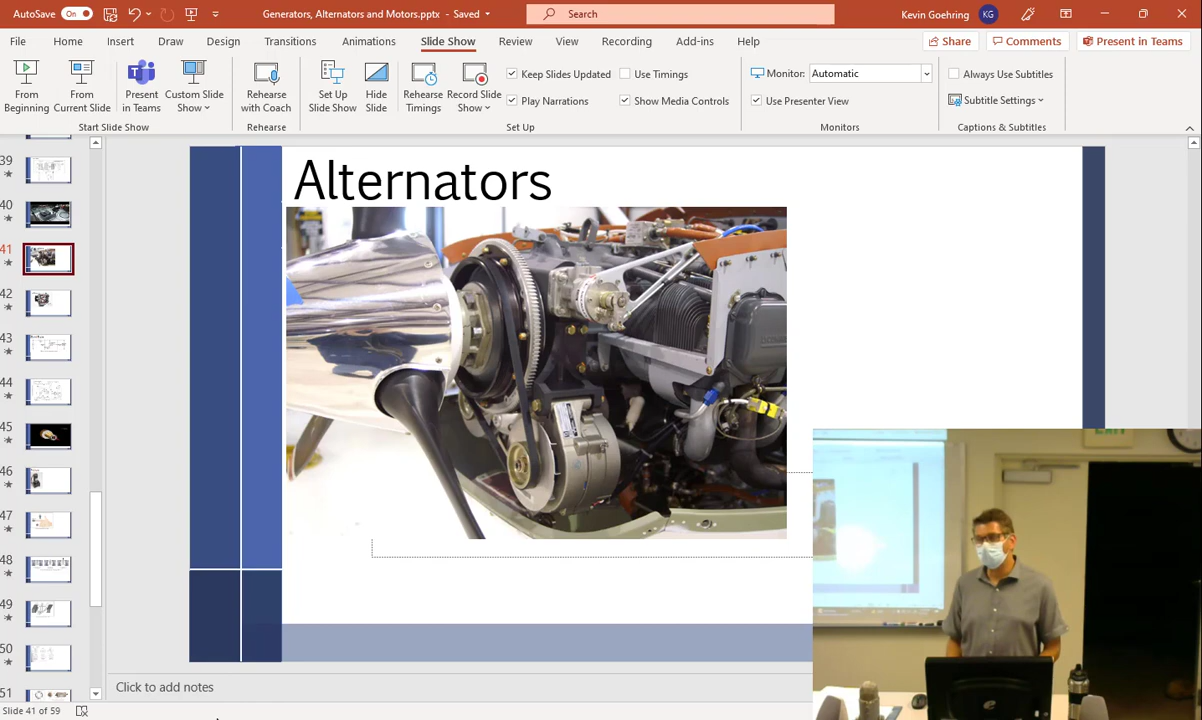 AutoSave On Generators, Alternators and Motors.pptx - Saved Search Kevin Goehring KG
File Home Insert Draw Design Transitions Animations Slide Show Review View Recording Add-ins Help Share Comments Present in Teams
From Beginning
From Current Slide
Present in Teams
Custom Slide Show
Rehearse with Coach
Set Up Slide Show
Hide Slide
Rehearse Timings
Record Slide Show
Keep Slides Updated
Play Narrations
Use Timings
Show Media Controls
Monitor: Automatic
Use Presenter View
Always Use Subtitles
Subtitle Settings
Start Slide Show Rehearse Set Up Monitors Captions & Subtitles
39
40
41
42
43
44
45
46
47
48
49
50
51
Alternators
EXIT
Click to add notes
Slide 41 of 59